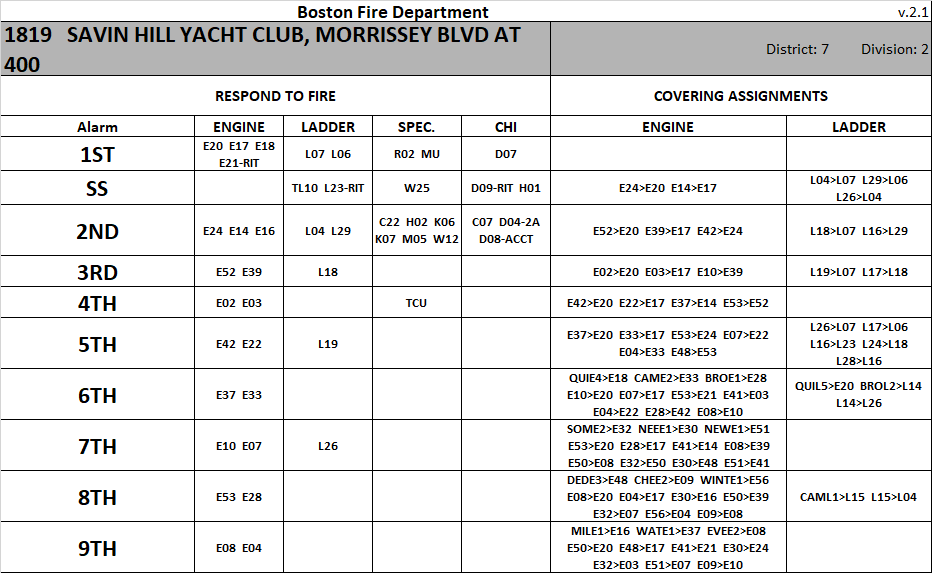 Boston Fire Department
v.2.1
1819 SAVIN HILL YACHT CLUB, MORRISSEY BLVD AT
400
District: 7 Division: 2
RESPOND TO FIRE
COVERING ASSIGNMENTS
Alarm ENGINE LADDER SPEC. CHI ENGINE LADDER
1ST
E20 E17 E18
E21-RIT
L07 L06
R02 MU
D07
SS
TL10 L23-RIT
W25
D09-RIT H01
E24>E20 E14>E17
L04>L07 L29>L06
L26>L04
2ND
E24 E14 E16
L04 L29
C22 H02 K06
K07 M05 W12
C07 D04-2A
D08-ACCT
E52>E20 E39>E17 E42>E24
L18>L07 L16>L29
3RD
E52 E39
L18
E02>E20 E03>E17 E10>E39
L19>L07 L17>L18
4TH
E02 E03
TCU
E42>E20 E22>E17 E37>E14 E53>E52
5TH
E42 E22
L19
E37>E20 E33>E17 E53>E24 E07>E22
E04>E33 E48>E53
L26>L07 L17>L06
L16>L23 L24>L18
L28>L16
6TH
E37 E33
QUIE4>E18 CAME2>E33 BROE1>E28
E10>E20 E07>E17 E53>E21 E41>E03
E04>E22 E28>E42 E08>E10
QUIL5>E20 BROL2>L14
L14>L26
7TH
E10 E07
L26
SOME2>E32 NEEE1>E30 NEWE1>E51
E53>E20 E28>E17 E41>E14 E08>E39
E50>E08 E32>E50 E30>E48 E51>E41
8TH
E53 E28
DEDE3>E48 CHEE2>E09 WINTE1>E56
E08>E20 E04>E17 E30>E16 E50>E39
E32>E07 E56>E04 E09>E08
CAML1>L15 L15>L04
9TH
E08 E04
MILE1>E16 WATE1>E37 EVEE2>E08
E50>E20 E48>E17 E41>E21 E30>E24
E32>E03 E51>E07 E09>E10